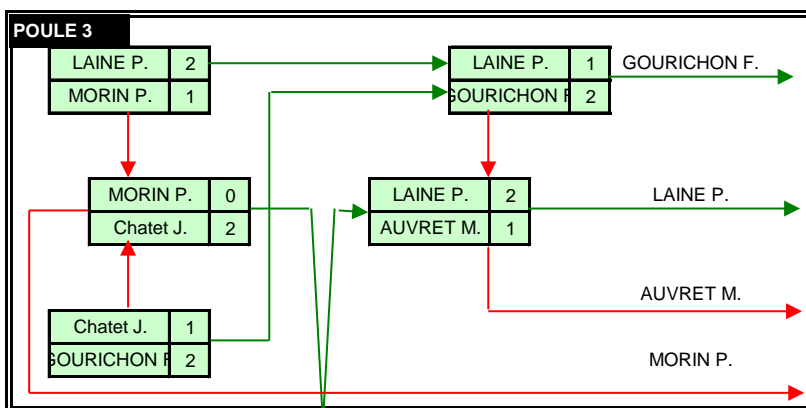 POULE 3
LAINE P. 2
MORIN P. 1
LAINE P. 1
GOURICHON F 2
GOURICHON F.
MORIN P. 0
Chatet J. 2
LAINE P. 2
AUVRET M. 1
LAINE P.
AUVRET M.
Chatet J. 1
GOURICHON F 2
MORIN P.